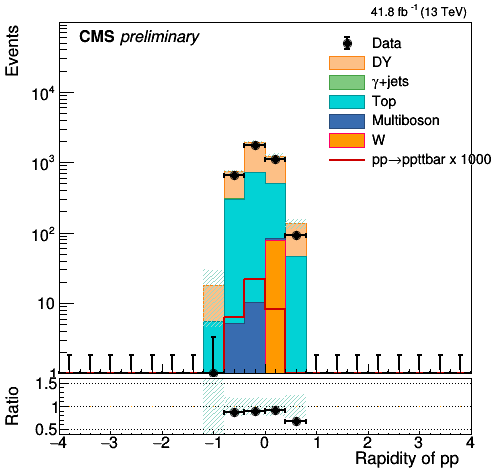 41.8 fb⁻¹ (13 TeV)
CMS preliminary
Events
Data
DY
γ+jets
Top
Multiboson
W
pp→ppttbar x 1000
10⁴
10³
10²
10
1
Ratio
1.5
1
0.5
−4 −3 −2 −1 0 1 2 3 4
Rapidity of pp